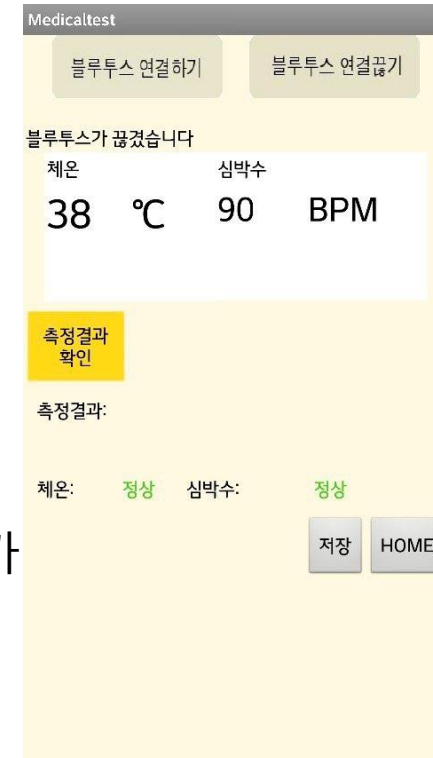 Medicaltest
블루투스 연결하기 블루투스 연결끊기
블루투스가 끊겼습니다
체온 심박수
38 ℃ 90 BPM
측정결과
확인
측정결과:
체온: 정상 심박수: 정상
저장 HOME